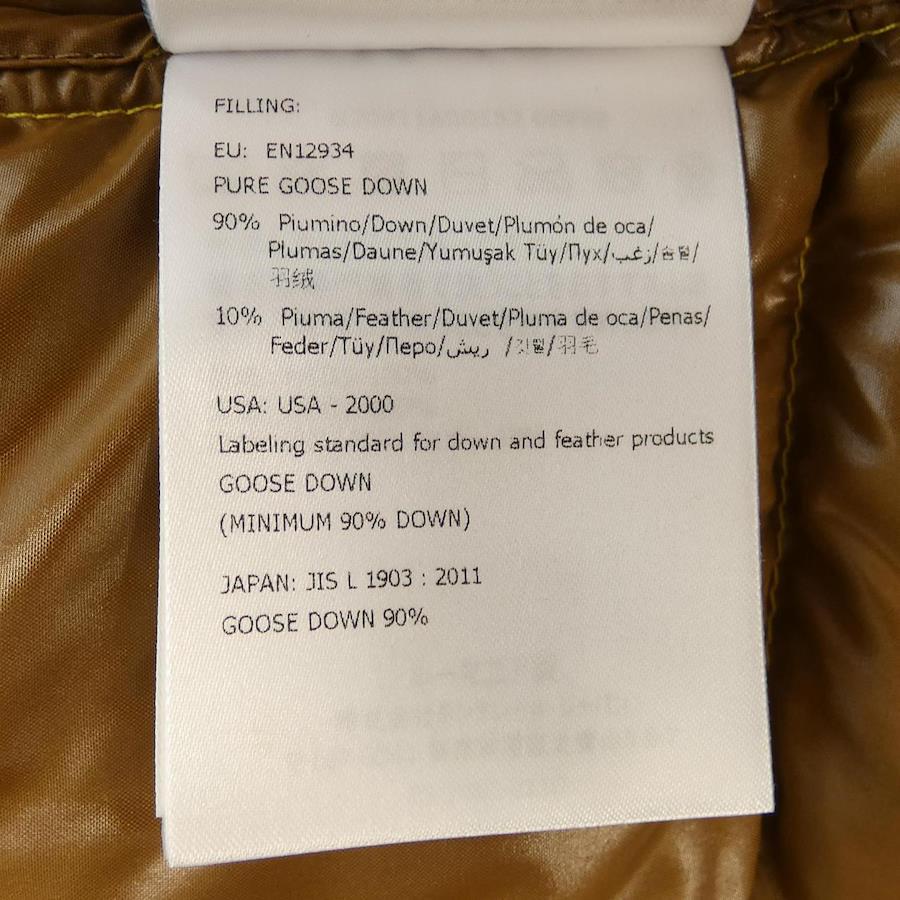 FILLING:
EU: EN12934
PURE GOOSE DOWN
90% Piumino/Down/Duvet/Plumón de oca/
Plumas/Daune/Yumuşak Tüy/Пух/زغب/솜털/
羽绒
10% Piuma/Feather/Duvet/Pluma de oca/Penas/
Feder/Tüy/Перо/ريش /깃털/羽毛
USA: USA - 2000
Labeling standard for down and feather products
GOOSE DOWN
(MINIMUM 90% DOWN)
JAPAN: JIS L 1903 : 2011
GOOSE DOWN 90%